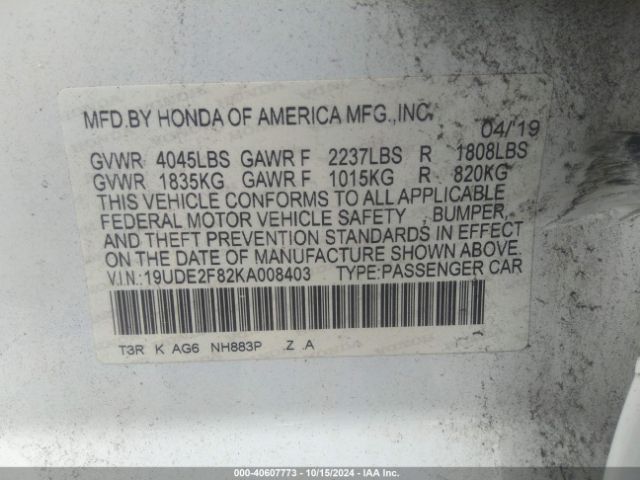 MFD.BY HONDA OF AMERICA MFG.,INC.
04/19
GVWR 4045LBS GAWR F 2237LBS R 1808LBS
GVWR 1835KG GAWR F 1015KG R 820KG
THIS VEHICLE CONFORMS TO ALL APPLICABLE
FEDERAL MOTOR VEHICLE SAFETY , BUMPER,
AND THEFT PREVENTION STANDARDS IN EFFECT
ON THE DATE OF MANUFACTURE SHOWN ABOVE.
V.I.N.:19UDE2F82KA008403 TYPE:PASSENGER CAR
T3R K AG6 NH883P Z .A
000-40607773 | 10/15/2024 | IAA Inc.